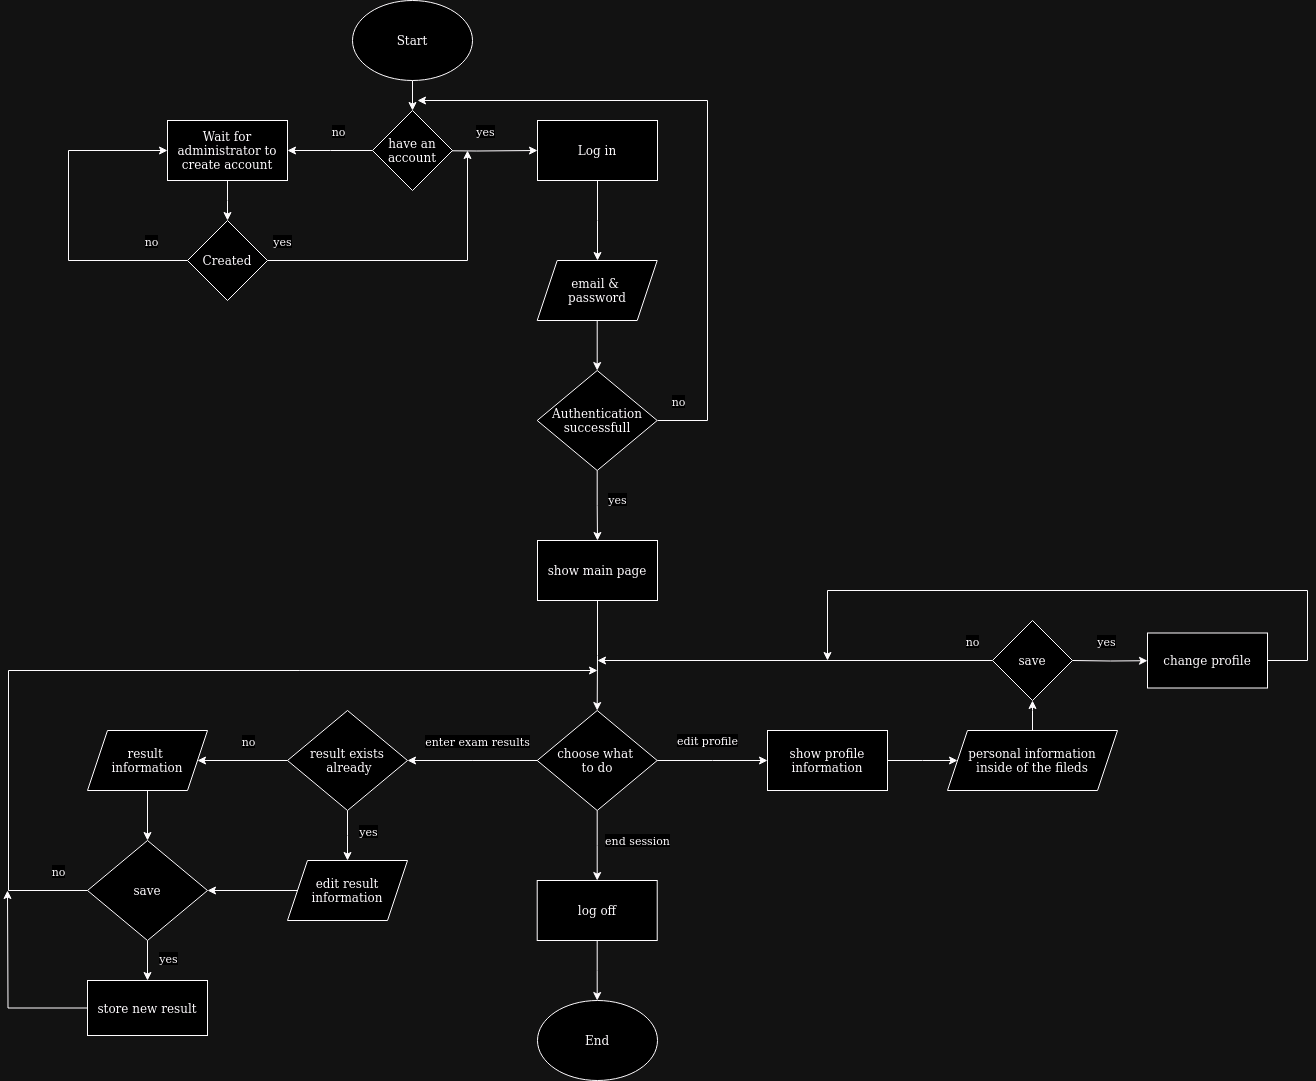 Start
no
yes
Wait for
administrator to
create account
have an
account
Log in
no
yes
Created
email &
password
no
Authentication
successfull
yes
show main page
no
yes
save
change profile
result
information
no
result exists
already
enter exam results
choose what
to do
edit profile
show profile
information
personal information
inside of the fileds
yes
end session
no
save
edit result
information
log off
yes
store new result
End